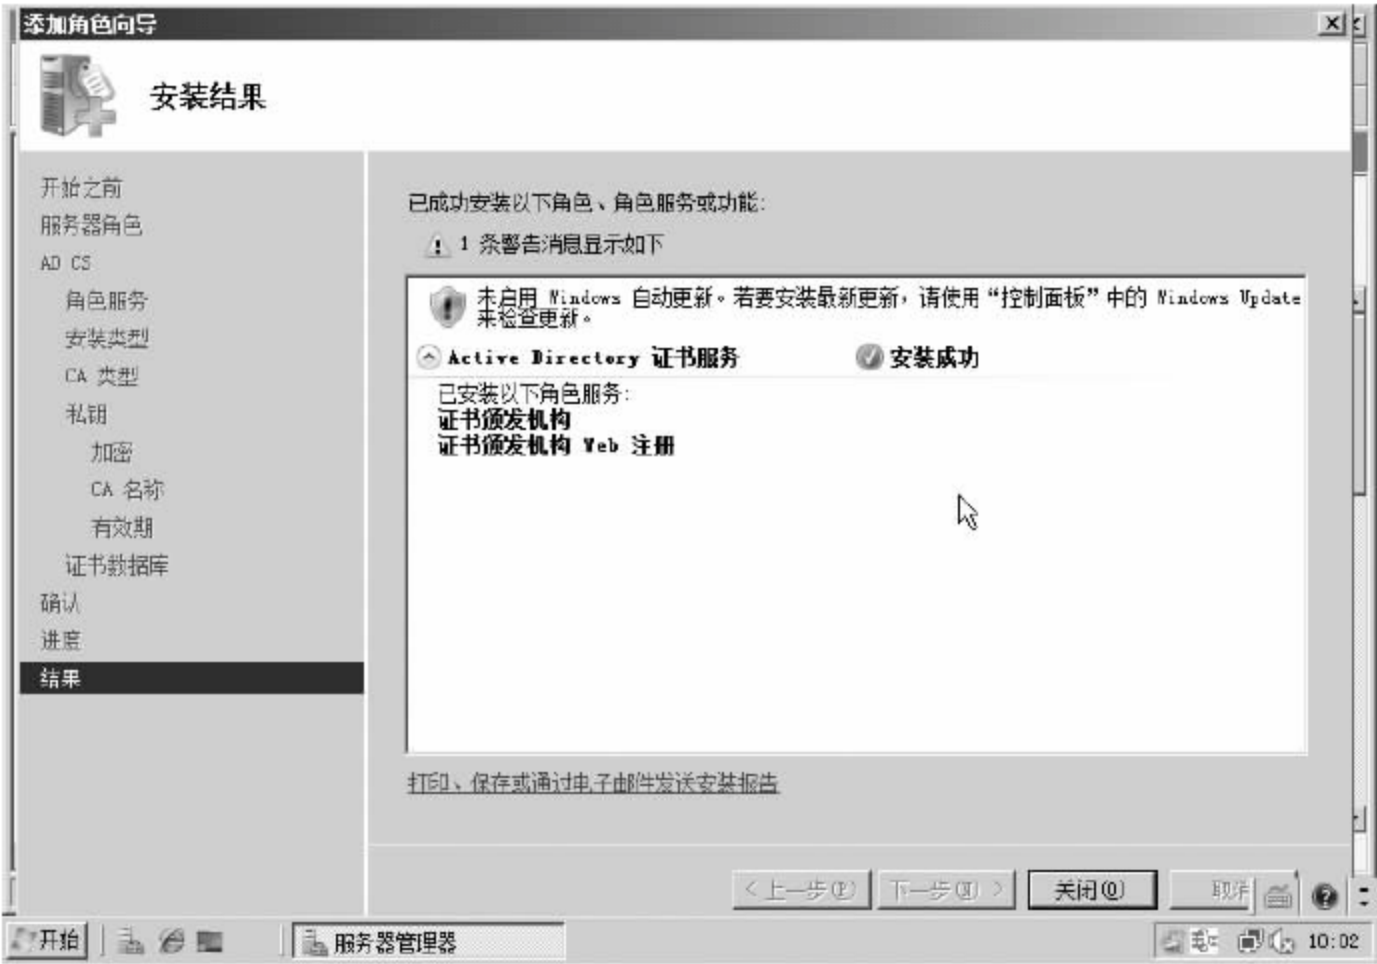 添加角色向导
安装结果
开始之前
服务器角色
AD CS
角色服务
安装类型
CA 类型
私钥
加密
CA 名称
有效期
证书数据库
确认
进度
结果
已成功安装以下角色、角色服务或功能:
1 条警告消息显示如下
未启用 Windows 自动更新。若要安装最新更新，请使用“控制面板”中的 Windows Update
来检查更新。
Active Directory 证书服务 安装成功
已安装以下角色服务:
证书颁发机构
证书颁发机构 Web 注册
打印、保存或通过电子邮件发送安装报告
< 上一步(P) 下一步(N) > 关闭(O) 取消
开始 服务器管理器 10:02